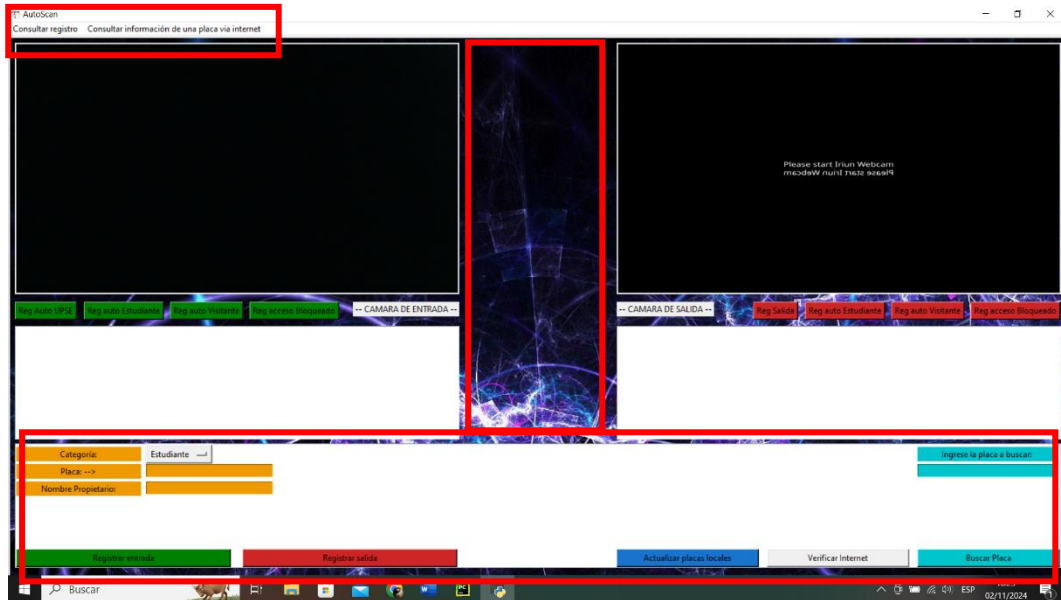 AutoScan
Consultar registro Consultar información de una placa via internet
Please start Iriun Webcam
Please start Iriun Webcam
Reg Auto UPSE Reg auto Estudiante Reg auto Visitante Reg acceso Bloqueado -- CAMARA DE ENTRADA -- -- CAMARA DE SALIDA -- Reg Salida Reg auto Estudiante Reg auto Visitante Reg acceso Bloqueado
Categoría: Estudiante Ingrese la placa a buscar:
Placa: -->
Nombre Propietario:
Registrar entrada Registrar salida Actualizar placas locales Verificar Internet Buscar Placa
Buscar ESP
02/11/2024